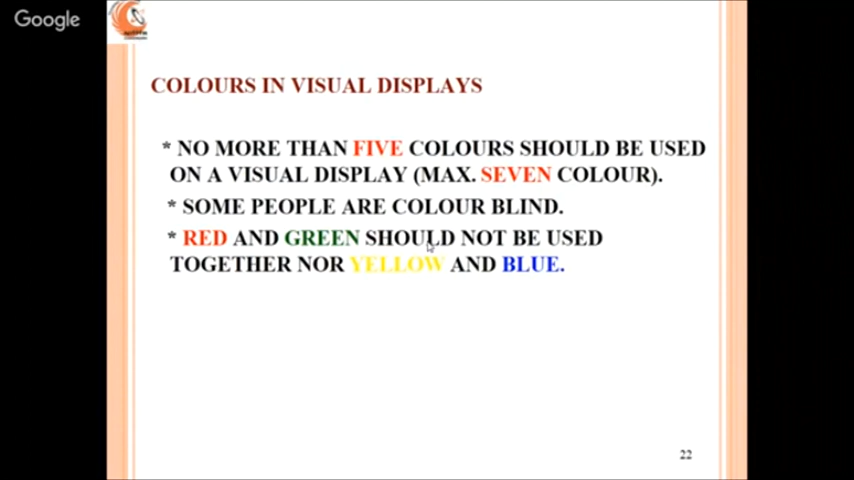 Google
COLOURS IN VISUAL DISPLAYS
* NO MORE THAN FIVE COLOURS SHOULD BE USED
ON A VISUAL DISPLAY (MAX. SEVEN COLOUR).
* SOME PEOPLE ARE COLOUR BLIND.
* RED AND GREEN SHOULD NOT BE USED
TOGETHER NOR YELLOW AND BLUE.
22